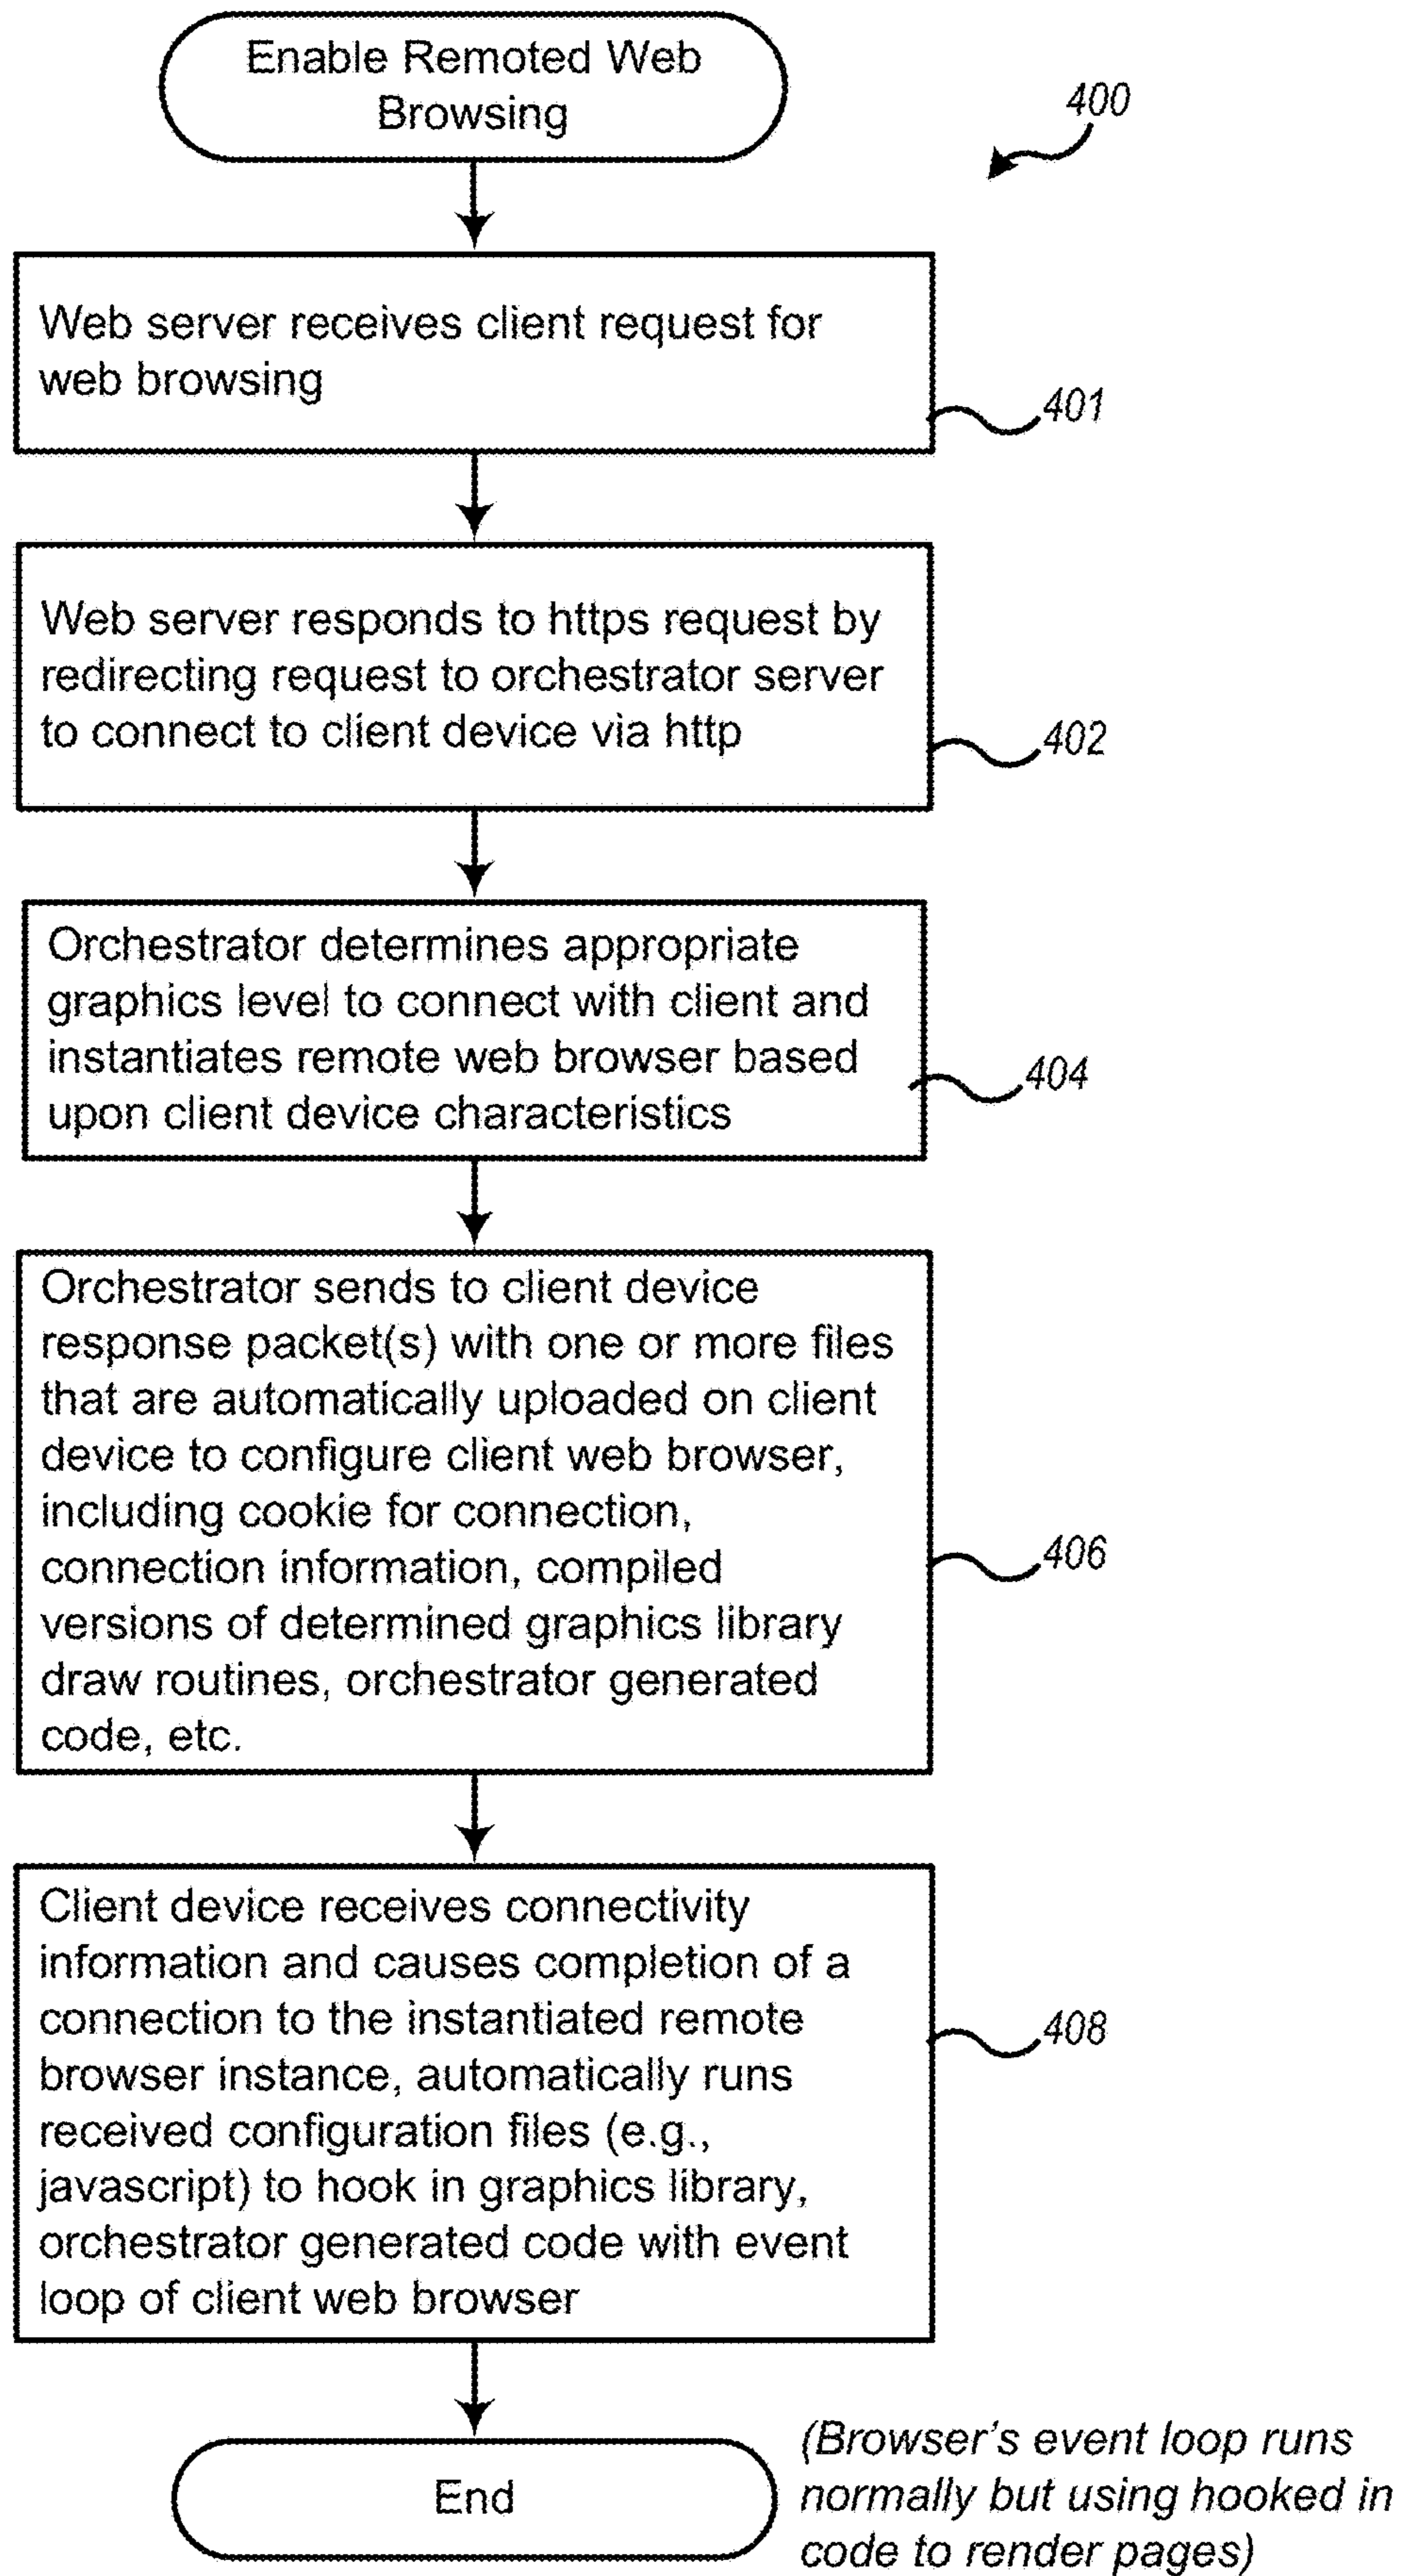 Enable Remoted Web
Browsing
400
Web server receives client request for
web browsing
401
Web server responds to https request by
redirecting request to orchestrator server
to connect to client device via http
402
Orchestrator determines appropriate
graphics level to connect with client and
instantiates remote web browser based
upon client device characteristics
404
Orchestrator sends to client device
response packet(s) with one or more files
that are automatically uploaded on client
device to configure client web browser,
including cookie for connection,
connection information, compiled
versions of determined graphics library
draw routines, orchestrator generated
code, etc.
406
Client device receives connectivity
information and causes completion of a
connection to the instantiated remote
browser instance, automatically runs
received configuration files (e.g.,
javascript) to hook in graphics library,
orchestrator generated code with event
loop of client web browser
408
End
(Browser's event loop runs
normally but using hooked in
code to render pages)